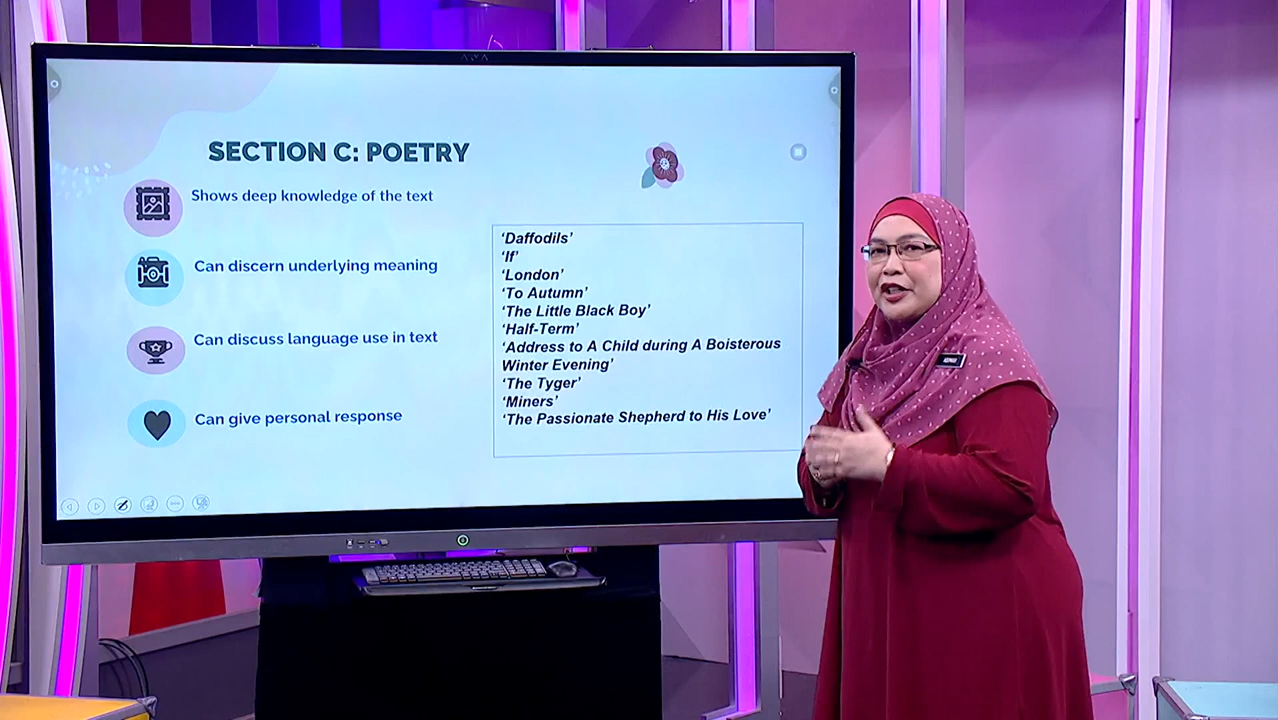 SECTION C: POETRY
Shows deep knowledge of the text
Can discern underlying meaning
Can discuss language use in text
Can give personal response
‘Daffodils’
‘If’
‘London’
‘To Autumn’
‘The Little Black Boy’
‘Half-Term’
‘Address to A Child during A Boisterous
Winter Evening’
‘The Tyger’
‘Miners’
‘The Passionate Shepherd to His Love’